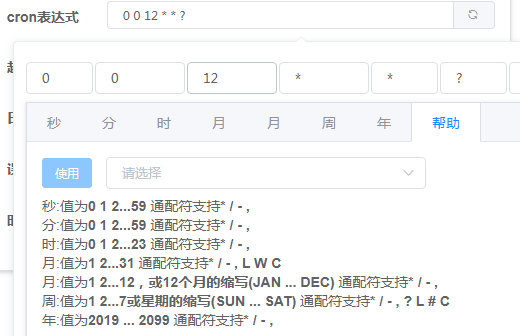 cron表达式
0 0 12 * * ?
0 0 12 * * ?
秒 分 时 月 月 周 年 帮助
使用 请选择
秒:值为0 1 2...59 通配符支持* / - ,
分:值为0 1 2...59 通配符支持* / - ,
时:值为0 1 2...23 通配符支持* / - ,
月:值为1 2...31 通配符支持* / - , L W C
月:值为1 2...12，或12个月的缩写(JAN ... DEC) 通配符支持* / - ,
周:值为1 2...7或星期的缩写(SUN ... SAT) 通配符支持* / - , ? L # C
年:值为2019 ... 2099 通配符支持* / - ,